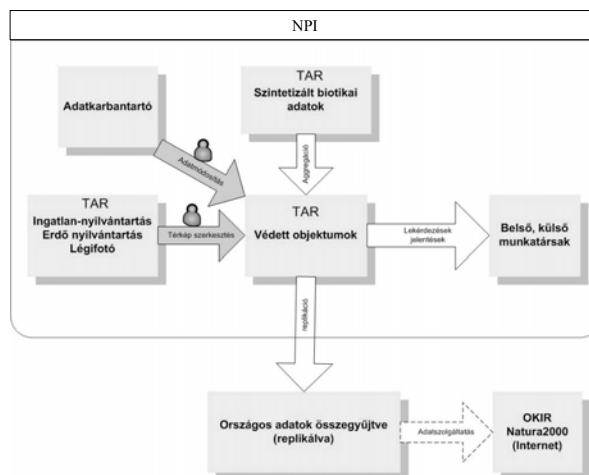 NPI
Adatkarbantartó
TAR
Szintetizált biotikai
adatok
Adatmódosítás
Aggregáció
TAR
Ingatlan-nyilvántartás
Erdő nyilvántartás
Légifotó
Térkép szerkesztés
TAR
Védett objektumok
Lekérdezések
jelentések
Belső, külső
munkatársak
replikáció
Országos adatok összegyűjtve
(replikálva)
Adatszolgáltatás
OKIR
Natura2000
(Internet)